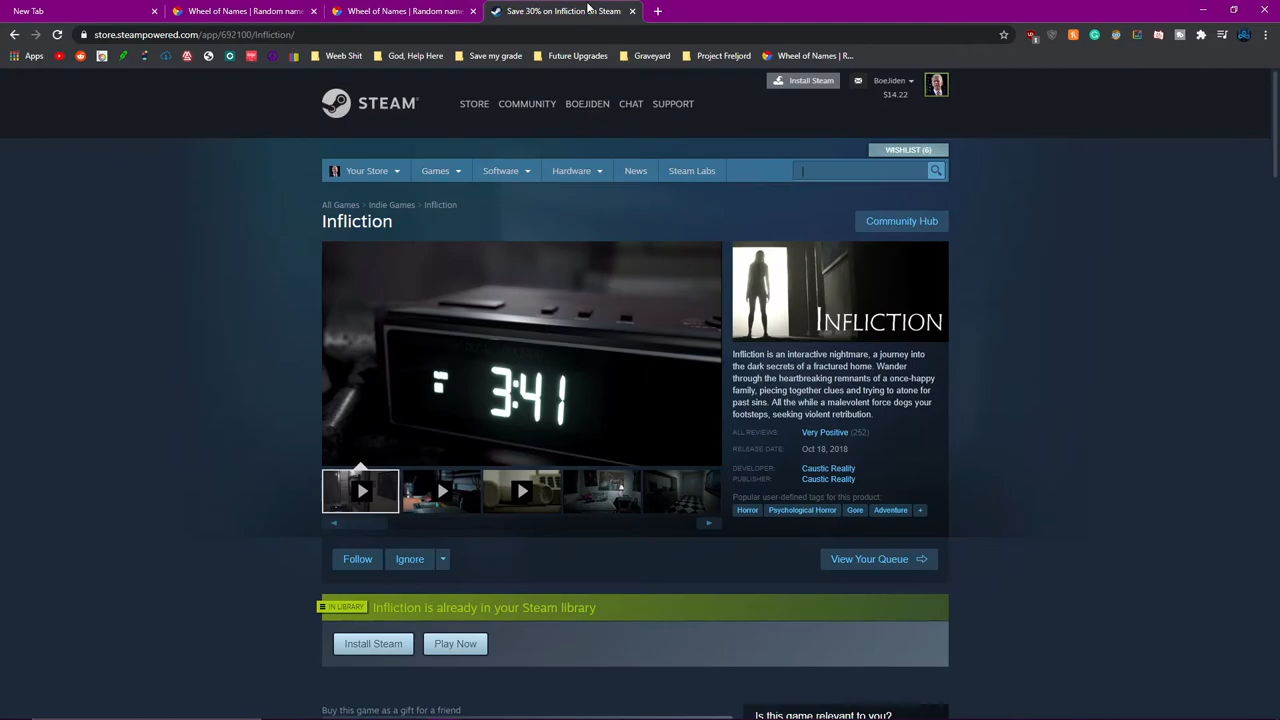 New Tab
Wheel of Names | Random name
Wheel of Names | Random name
Save 30% on Infliction on Steam
store.steampowered.com/app/692100/Infliction/
Apps
Weeb Shit
God, Help Here
Save my grade
Future Upgrades
Graveyard
Project Freljord
Wheel of Names | R...
Install Steam
BoeJiden
$14.22
STEAM
STORE
COMMUNITY
BOEJIDEN
CHAT
SUPPORT
WISHLIST (6)
Your Store
Games
Software
Hardware
News
Steam Labs
All Games > Indie Games > Infliction
Infliction
Community Hub
3:41
INFLICTION
Infliction is an interactive nightmare, a journey into
the dark secrets of a fractured home. Wander
through the heartbreaking remnants of a once-happy
family, piecing together clues and trying to atone for
past sins. All the while a malevolent force dogs your
footsteps, seeking violent retribution.
ALL REVIEWS: Very Positive (252)
RELEASE DATE: Oct 18, 2018
DEVELOPER: Caustic Reality
PUBLISHER: Caustic Reality
Popular user-defined tags for this product:
Horror Psychological Horror Gore Adventure +
Follow
Ignore
View Your Queue
IN LIBRARY
Infliction is already in your Steam library
Install Steam
Play Now
Buy this game as a gift for a friend
Is this game relevant to you?